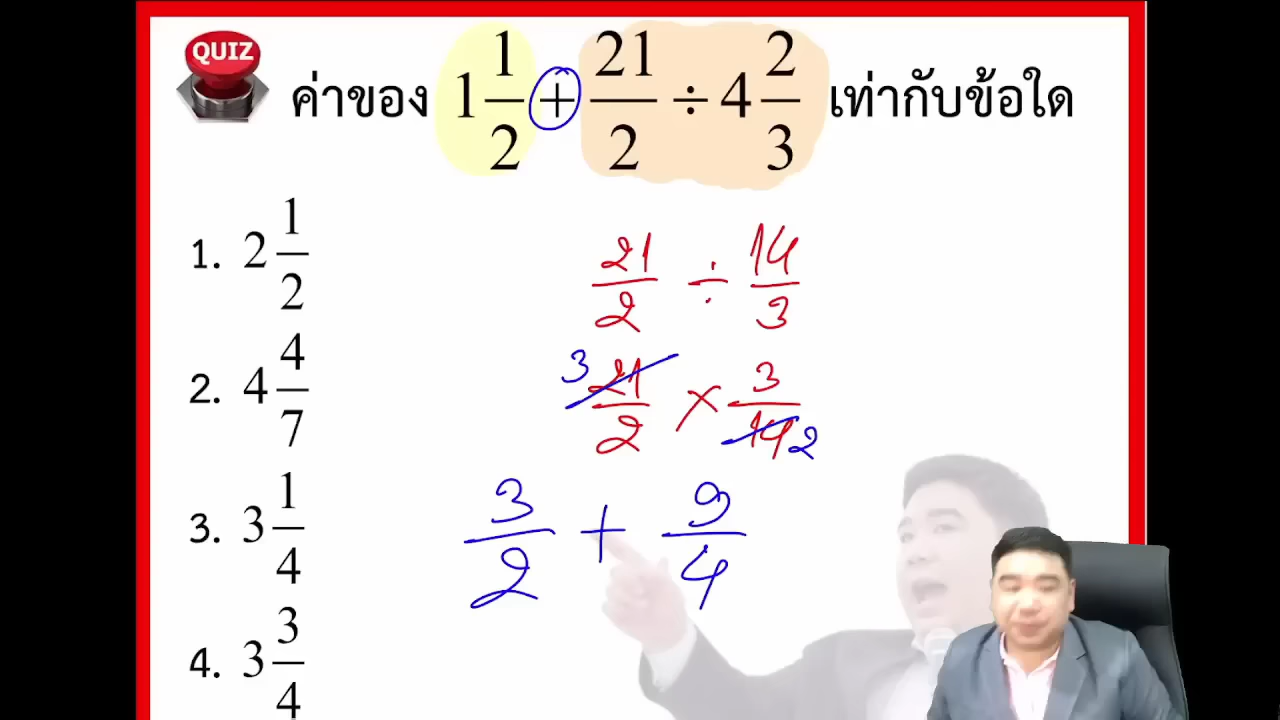 QUIZ
ค่าของ 1 1/2 + 21/2 ÷ 4 2/3 เท่ากับข้อใด
1. 2 1/2
21/2 ÷ 14/3
2. 4 4/7
3 21/2 × 3/14 2
3. 3 1/4
3/2 + 9/4
4. 3 3/4